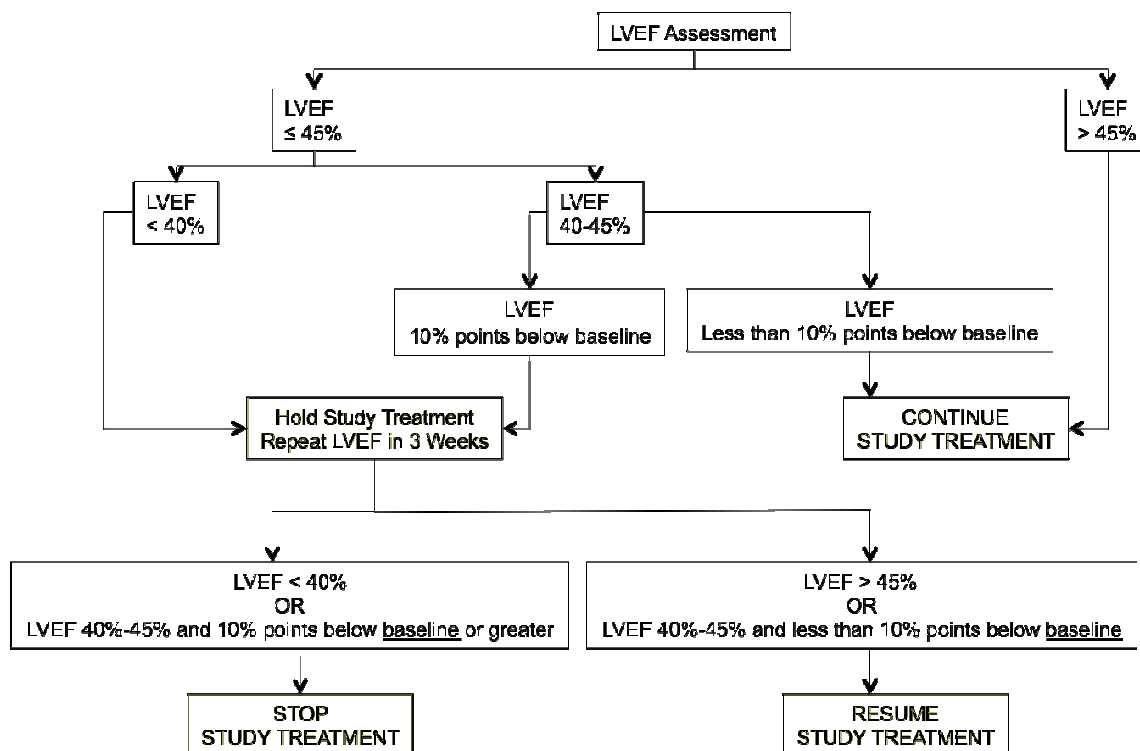 LVEF Assessment
LVEF
≤ 45%
LVEF
> 45%
LVEF
< 40%
LVEF
40-45%
LVEF
10% points below baseline
LVEF
Less than 10% points below baseline
Hold Study Treatment
Repeat LVEF in 3 Weeks
CONTINUE
STUDY TREATMENT
LVEF < 40%
OR
LVEF 40%-45% and 10% points below baseline or greater
LVEF > 45%
OR
LVEF 40%-45% and less than 10% points below baseline
STOP
STUDY TREATMENT
RESUME
STUDY TREATMENT